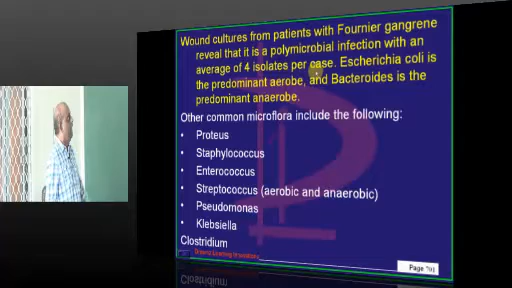 Wound cultures from patients with Fournier gangrene
reveal that it is a polymicrobial infection with an
average of 4 isolates per case. Escherichia coli is
the predominant aerobe, and Bacteroides is the
predominant anaerobe.
Other common microflora include the following:
• Proteus
• Staphylococcus
• Enterococcus
• Streptococcus (aerobic and anaerobic)
• Pseudomonas
• Klebsiella
Clostridium
Page